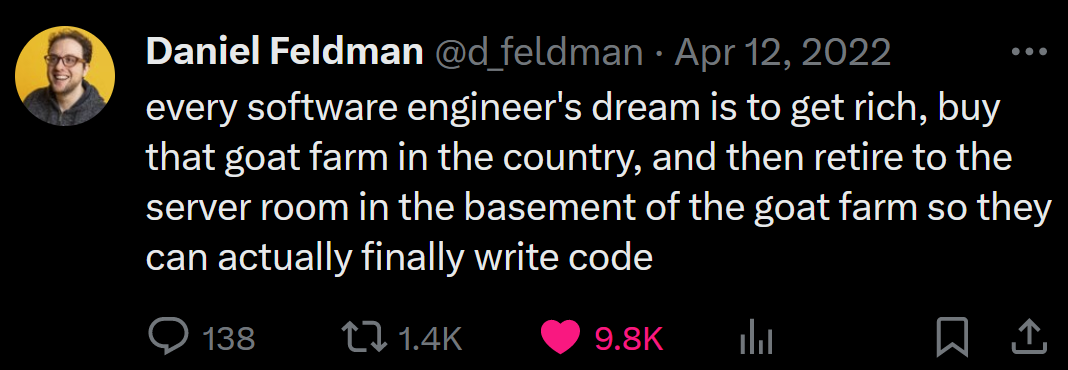 Daniel Feldman @d_feldman · Apr 12, 2022
every software engineer's dream is to get rich, buy
that goat farm in the country, and then retire to the
server room in the basement of the goat farm so they
can actually finally write code
138 1.4K 9.8K